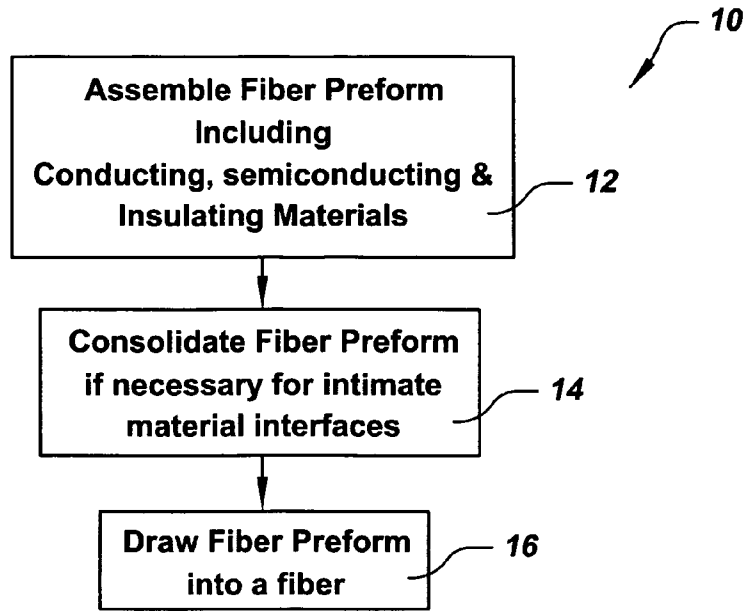 10
Assemble Fiber Preform
Including
Conducting, semiconducting &
Insulating Materials
12
Consolidate Fiber Preform
if necessary for intimate
material interfaces
14
Draw Fiber Preform
into a fiber
16